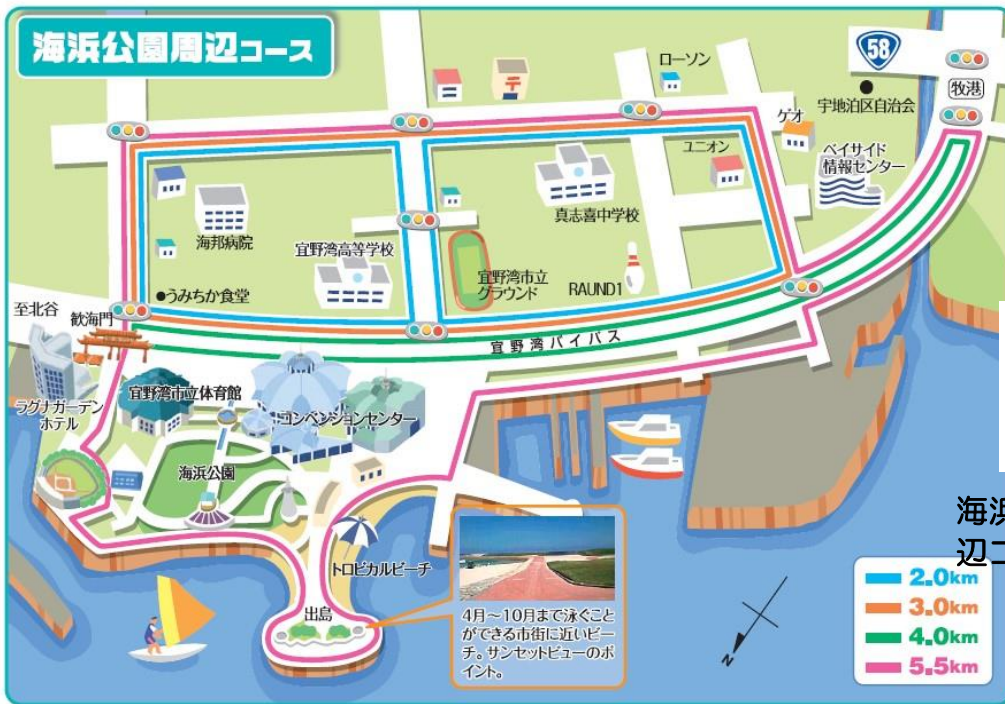 海浜公園周辺コース
58
牧港
ローソン
宇地泊区自治会
ゲオ
ベイサイド
情報センター
ユニオン
真志喜中学校
海邦病院
宜野湾高等学校
宜野湾市立
グラウンド
RAUND1
●うみちか食堂
至北谷
歓海門
宜野湾バイパス
ラグナガーデン
ホテル
宜野湾市立体育館
コンベンションセンター
海浜公園
トロピカルビーチ
出島
4月~10月まで泳ぐこと
ができる市街に近いビー
チ。サンセットビューのポ
イント。
海浜
辺コ
2.0km
3.0km
4.0km
5.5km
N